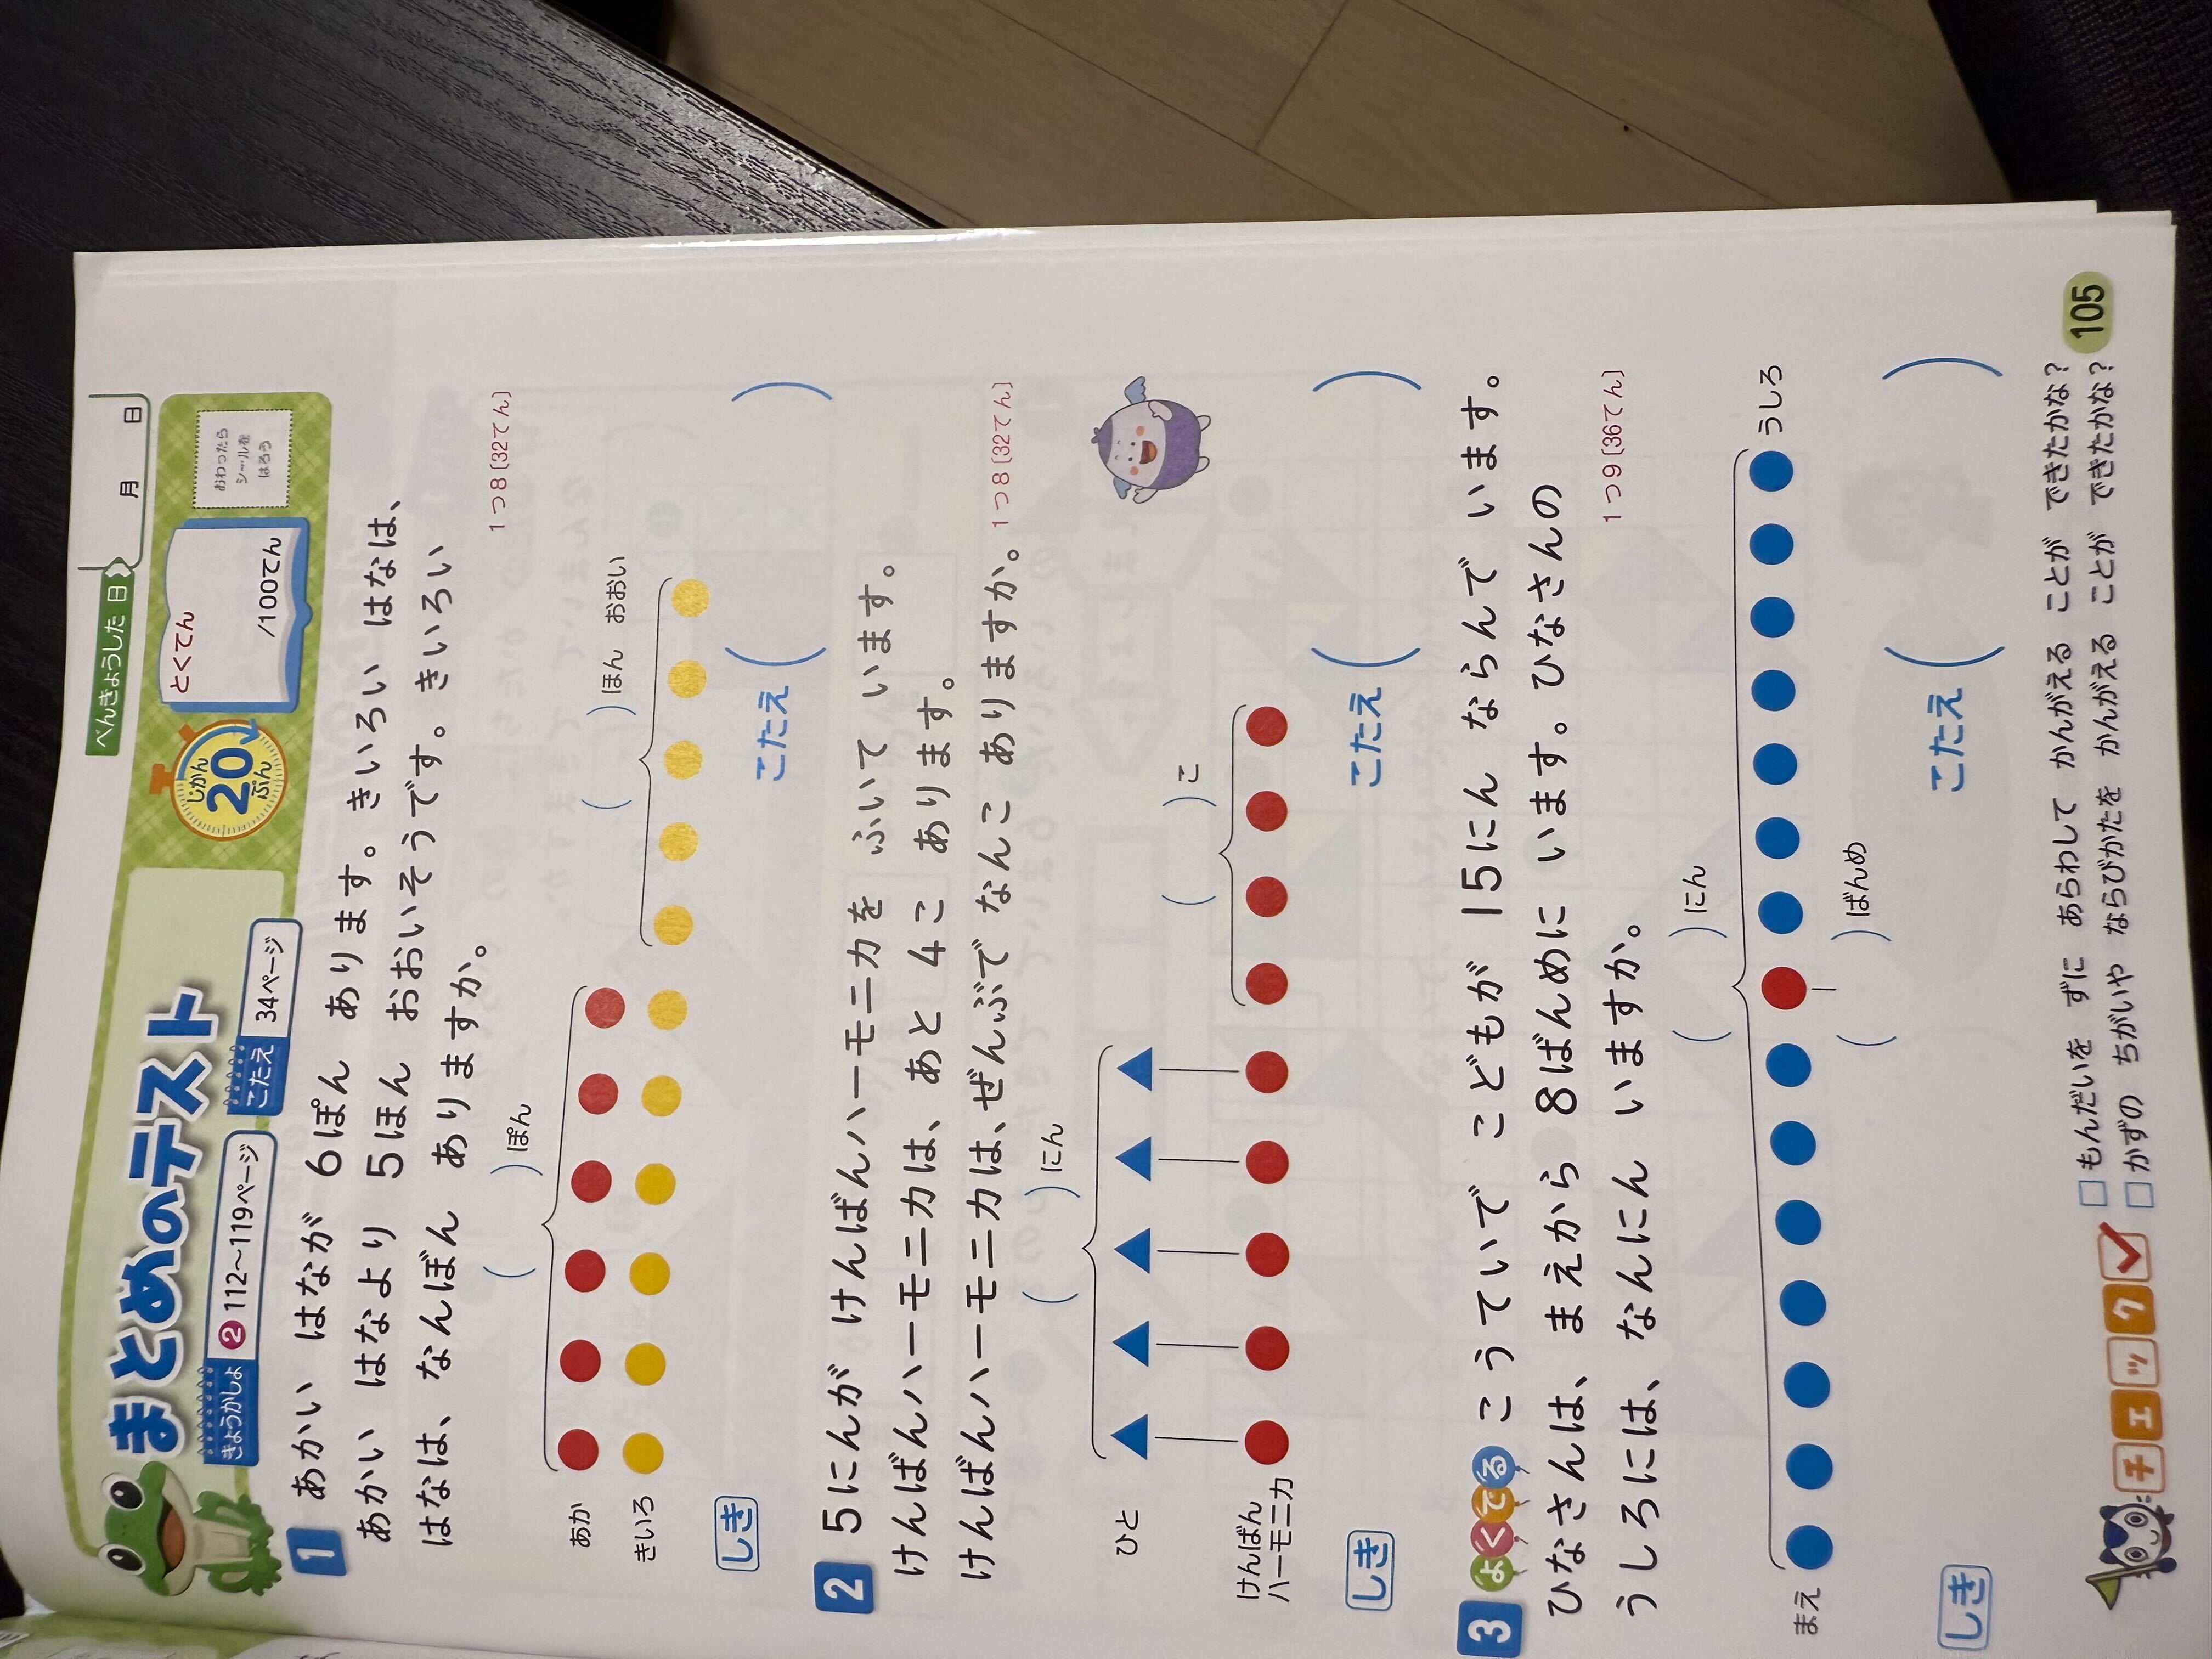 べんきょうした日 月 日
まとめのテスト
きょうかしょ ❷112〜119ページ こたえ 34ページ
じかん 20 ぷん
とくてん
/100てん
おわったら
シールを
はろう
1 あかい はなが 6ぽん あります。きいろい はなは、
あかい はなより 5ほん おおいそうです。きいろい
はなは、なんぼん ありますか。
1つ8〔32てん〕
( )ぽん
( )ほん おおい
あか
きいろ
しき
こたえ( )
2 5にんが けんばんハーモニカを ふいて います。
けんばんハーモニカは、あと 4こ あります。
けんばんハーモニカは、ぜんぶで なんこ ありますか。
1つ8〔32てん〕
( )にん
( )こ
ひと
けんばん
ハーモニカ
しき
こたえ( )
3 よくでる こうていで こどもが 15にん ならんで います。
ひなさんは、まえから 8ばんめに います。ひなさんの
うしろには、なんにん いますか。
1つ9〔36てん〕
( )にん
まえ うしろ
( )ばんめ
しき
こたえ( )
チェック
□もんだいを ずに あらわして かんがえる ことが できたかな?
□かずの ちがいや ならびかたを かんがえる ことが できたかな?
105